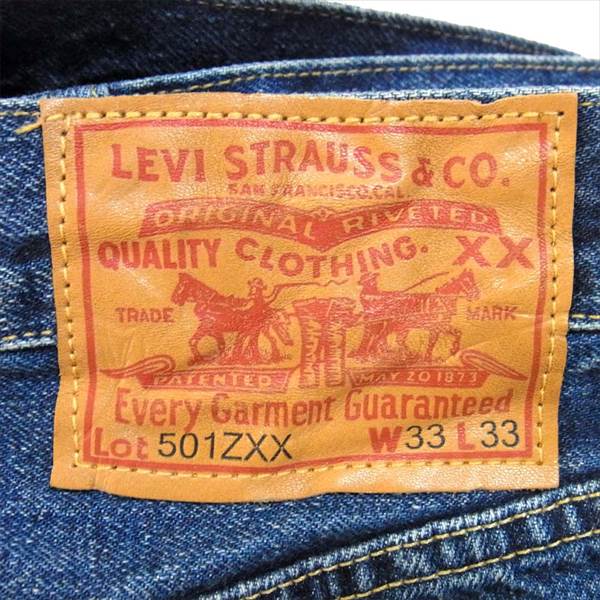 LEVI STRAUSS & CO.
SAN FRANCISCO, CAL.
ORIGINAL RIVETED
QUALITY CLOTHING. XX
TRADE MARK
PATENTED MAY 20 1873
Every Garment Guaranteed
Lot 501ZXX W33 L33